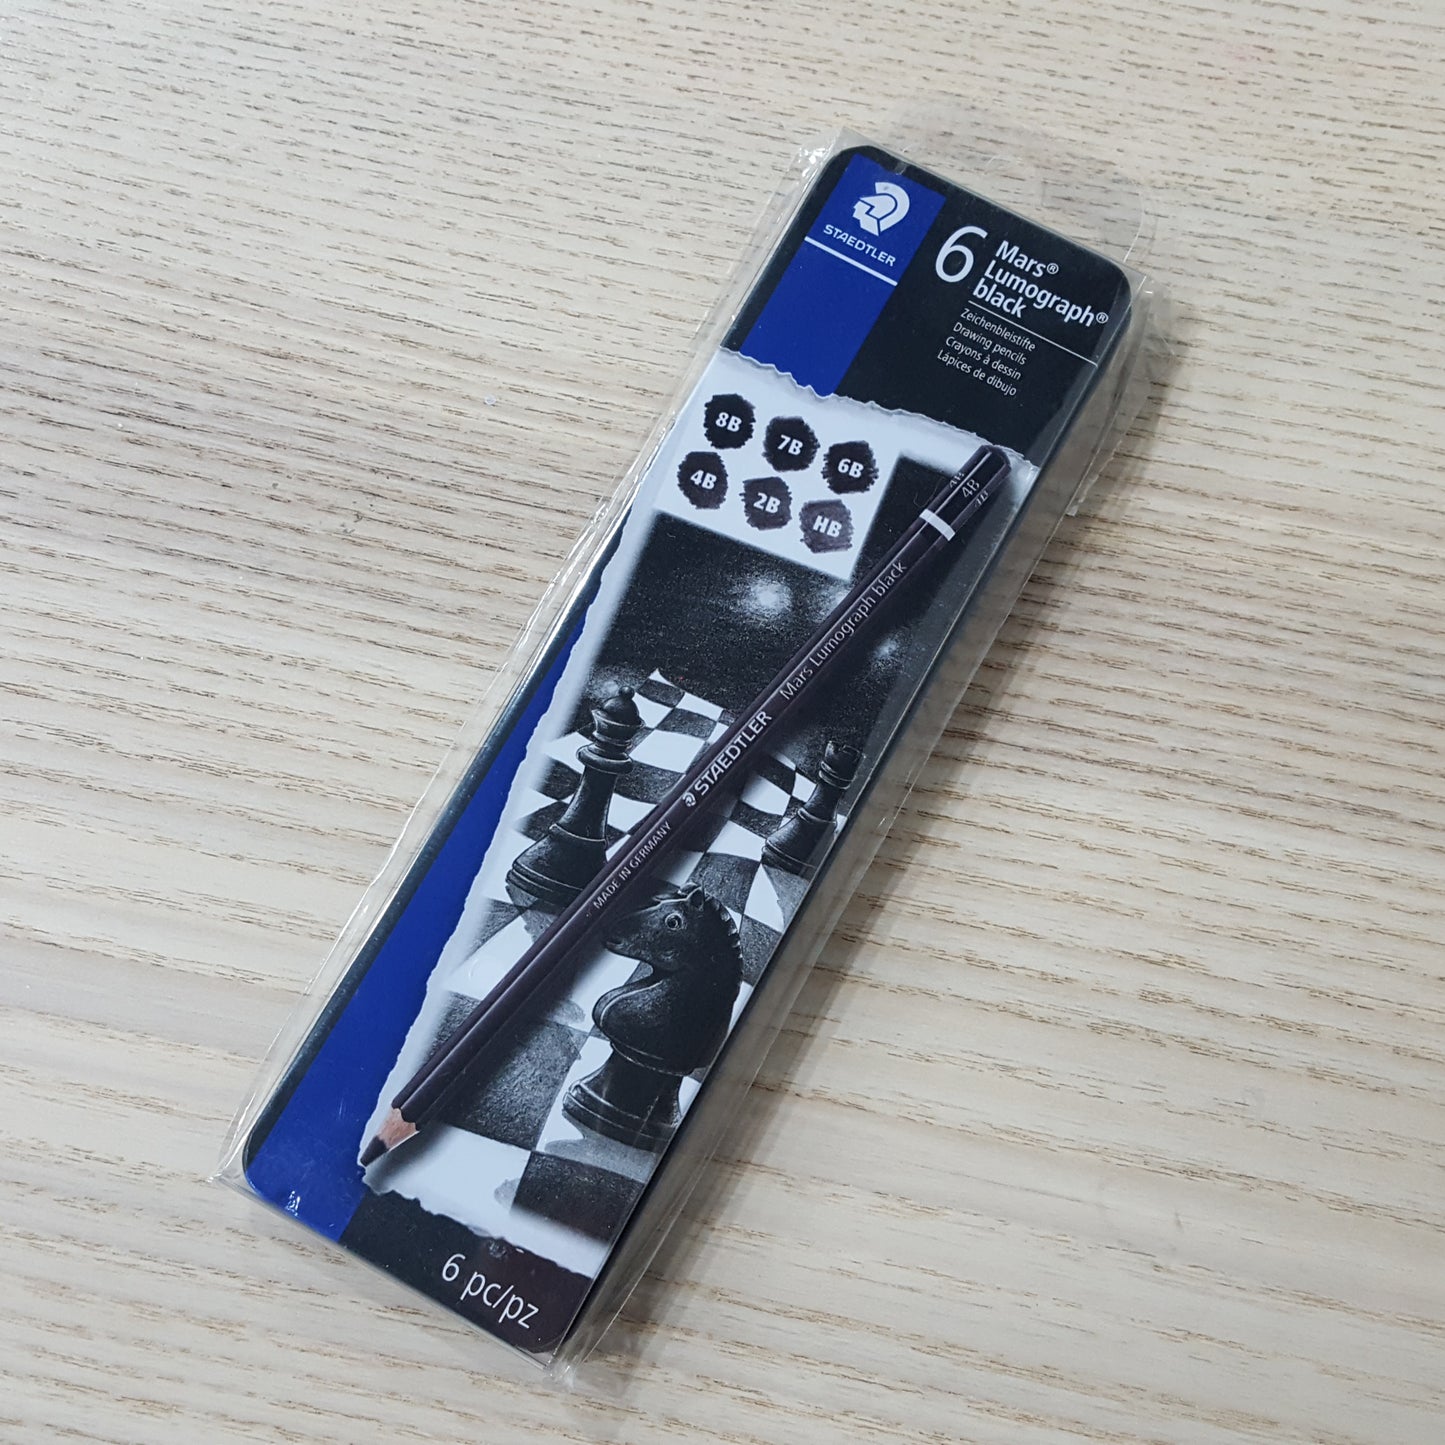 STAEDTLER
6
Mars®
Lumograph®
black
Zeichenbleistifte
Drawing pencils
Crayons à dessin
Lápices de dibujo
8B 7B 6B
4B 2B HB
4B 4B
MADE IN GERMANY STAEDTLER Mars Lumograph black
6 pc/pz